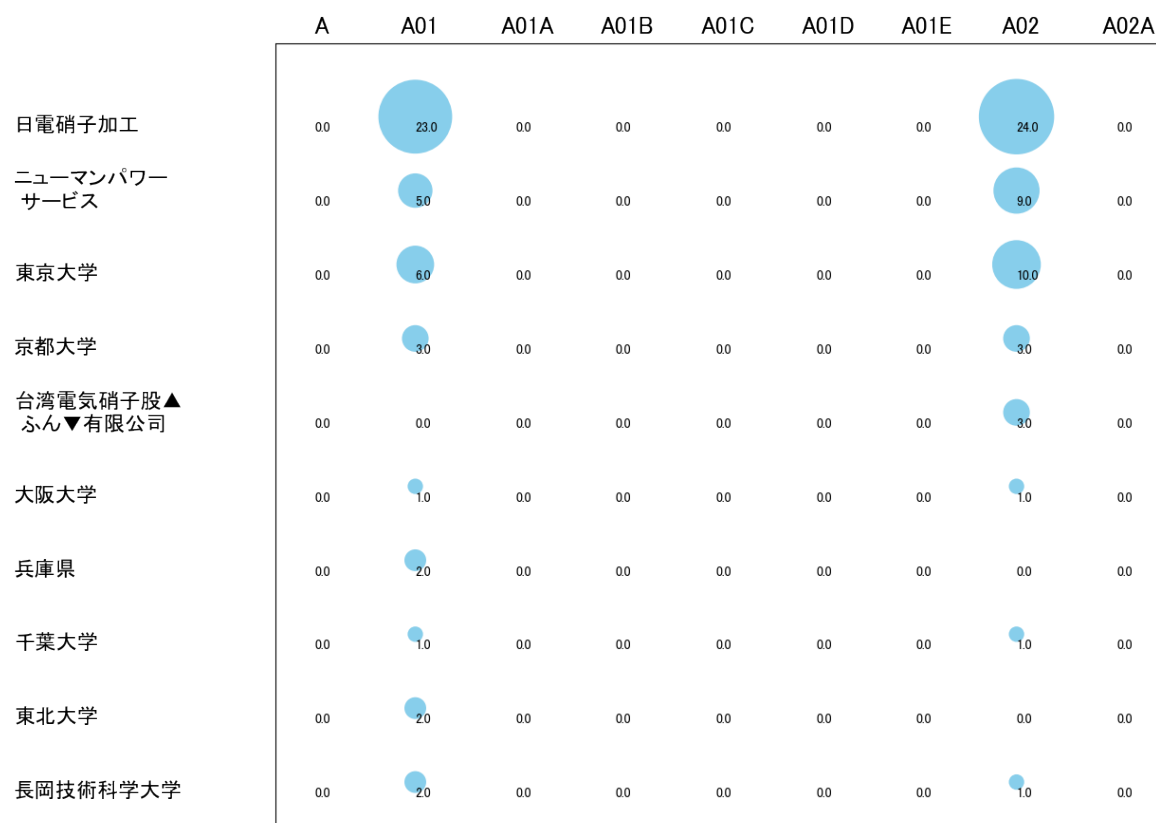 A A01 A01A A01B A01C A01D A01E A02 A02A
日電硝子加工 0.0 23.0 0.0 0.0 0.0 0.0 0.0 24.0 0.0
ニューマンパワー
サービス 0.0 5.0 0.0 0.0 0.0 0.0 0.0 9.0 0.0
東京大学 0.0 6.0 0.0 0.0 0.0 0.0 0.0 10.0 0.0
京都大学 0.0 3.0 0.0 0.0 0.0 0.0 0.0 3.0 0.0
台湾電気硝子股▲
ふん▼有限公司 0.0 0.0 0.0 0.0 0.0 0.0 0.0 3.0 0.0
大阪大学 0.0 1.0 0.0 0.0 0.0 0.0 0.0 1.0 0.0
兵庫県 0.0 2.0 0.0 0.0 0.0 0.0 0.0 0.0 0.0
千葉大学 0.0 1.0 0.0 0.0 0.0 0.0 0.0 1.0 0.0
東北大学 0.0 2.0 0.0 0.0 0.0 0.0 0.0 0.0 0.0
長岡技術科学大学 0.0 2.0 0.0 0.0 0.0 0.0 0.0 1.0 0.0